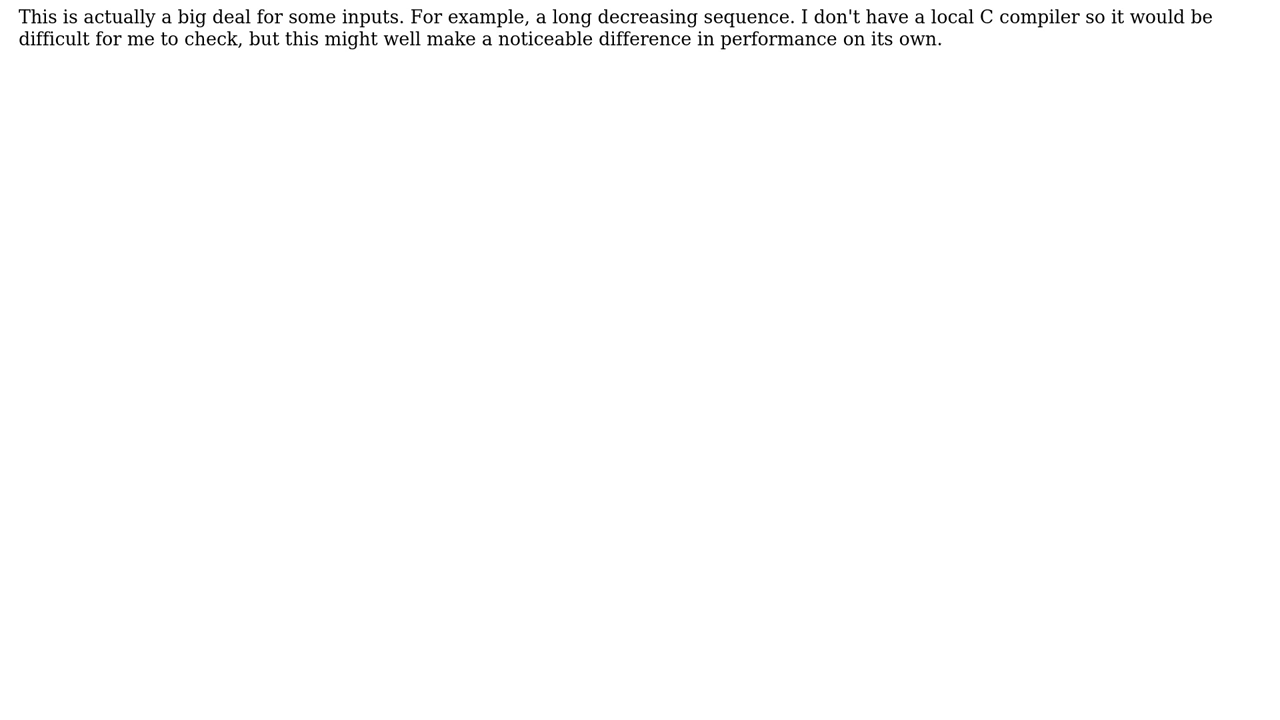 This is actually a big deal for some inputs. For example, a long decreasing sequence. I don't have a local C compiler so it would be
difficult for me to check, but this might well make a noticeable difference in performance on its own.